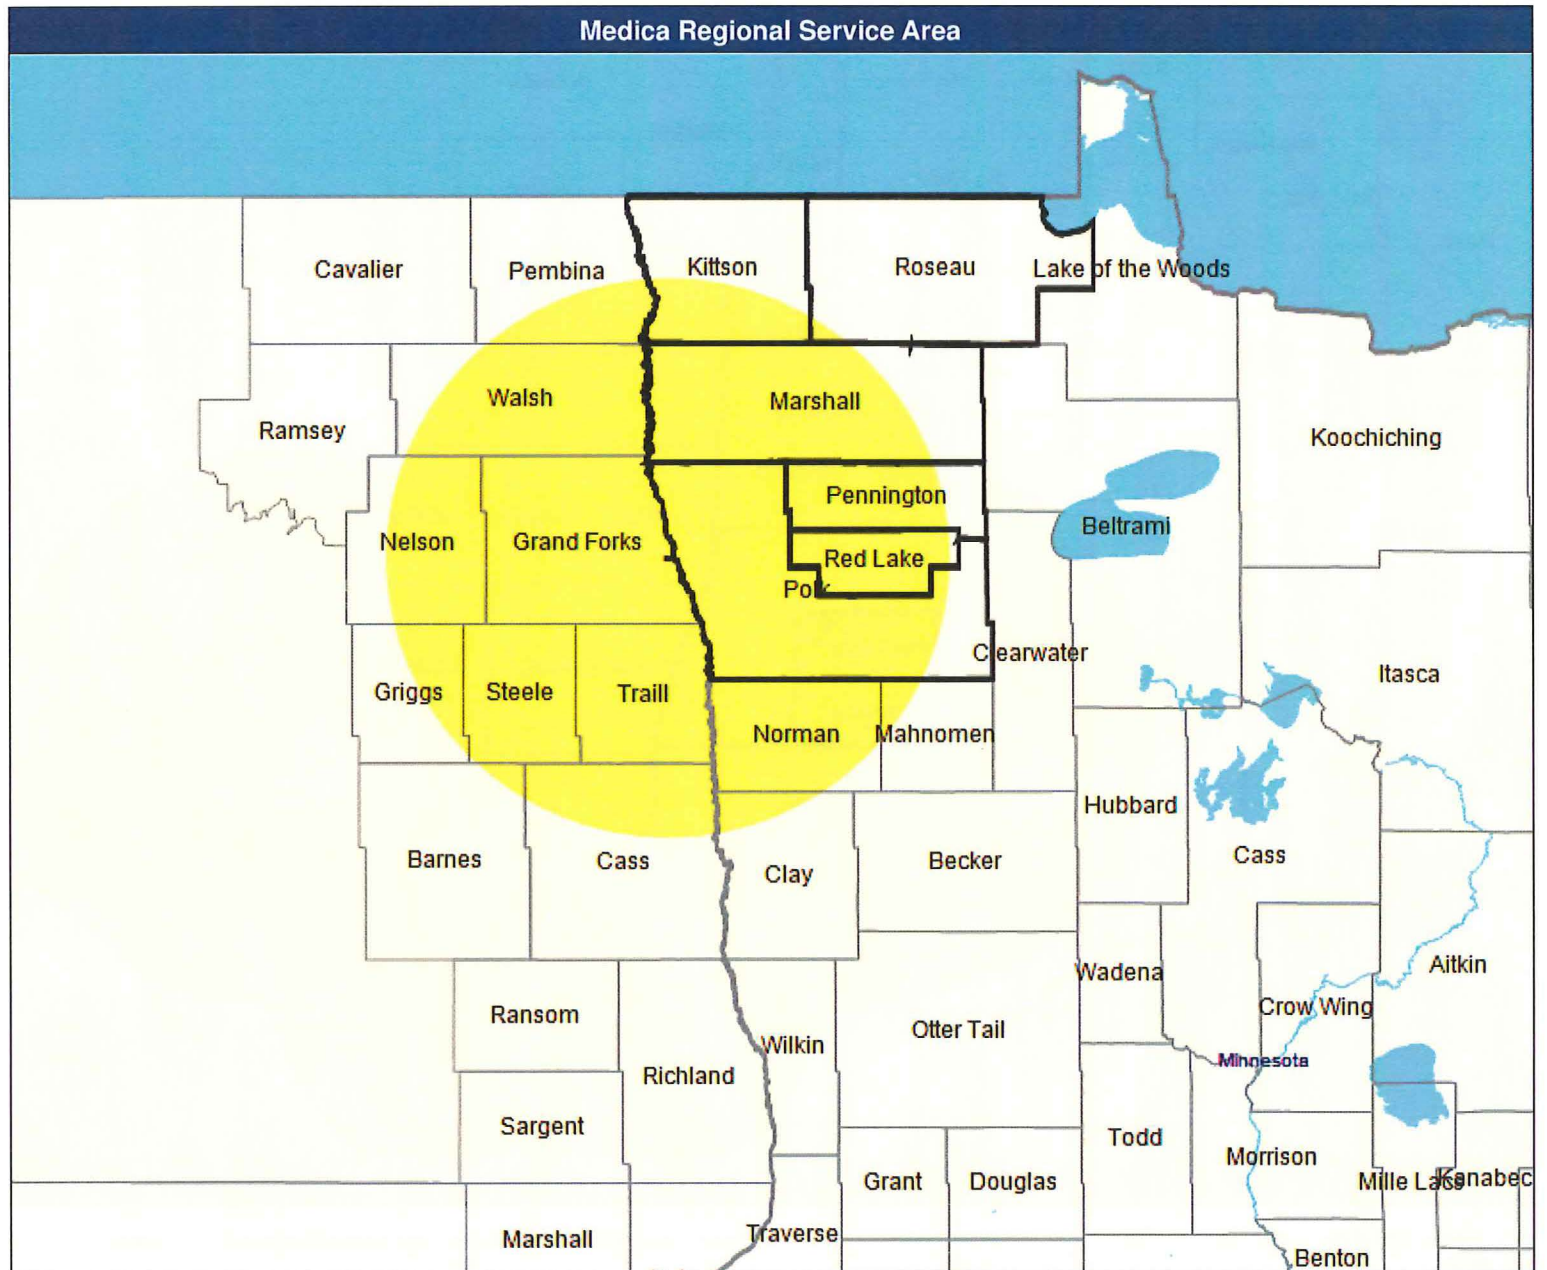 Medica Regional Service Area
Cavalier
Pembina
Kittson
Roseau
Lake of the Woods
Walsh
Marshall
Ramsey
Koochiching
Pennington
Nelson
Grand Forks
Beltrami
Red Lake
Polk
Clearwater
Griggs
Steele
Traill
Itasca
Norman
Mahnomen
Hubbard
Barnes
Cass
Clay
Becker
Cass
Wadena
Aitkin
Ransom
Crow Wing
Otter Tail
Wilkin
Minnesota
Richland
Sargent
Todd
Morrison
Grant
Douglas
Mille Lacs
Kanabec
Marshall
Traverse
Benton